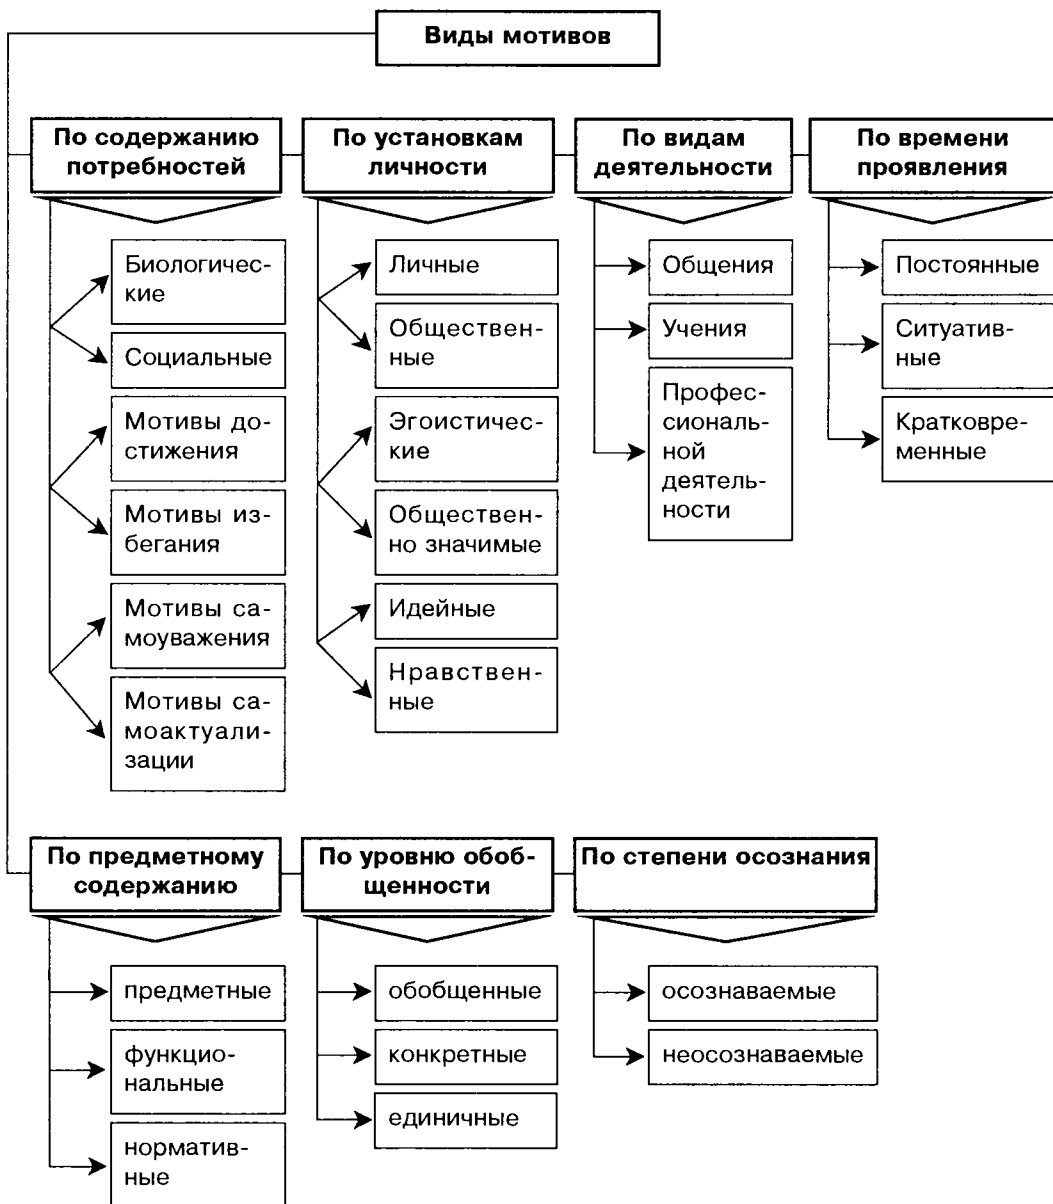 Виды мотивов
По содержанию
потребностей
Биологичес-
кие
Социальные
Мотивы до-
стижения
Мотивы из-
бегания
Мотивы са-
моуважения
Мотивы са-
моактуали-
зации
По установкам
личности
Личные
Обществен-
ные
Эгоистичес-
кие
Обществен-
но значимые
Идейные
Нравствен-
ные
По видам
деятельности
Общения
Учения
Профес-
сиональ-
ной
деятель-
ности
По времени
проявления
Постоянные
Ситуатив-
ные
Кратковре-
менные
По предметному
содержанию
предметные
функцио-
нальные
норматив-
ные
По уровню обоб-
щенности
обобщенные
конкретные
единичные
По степени осознания
осознаваемые
неосознаваемые